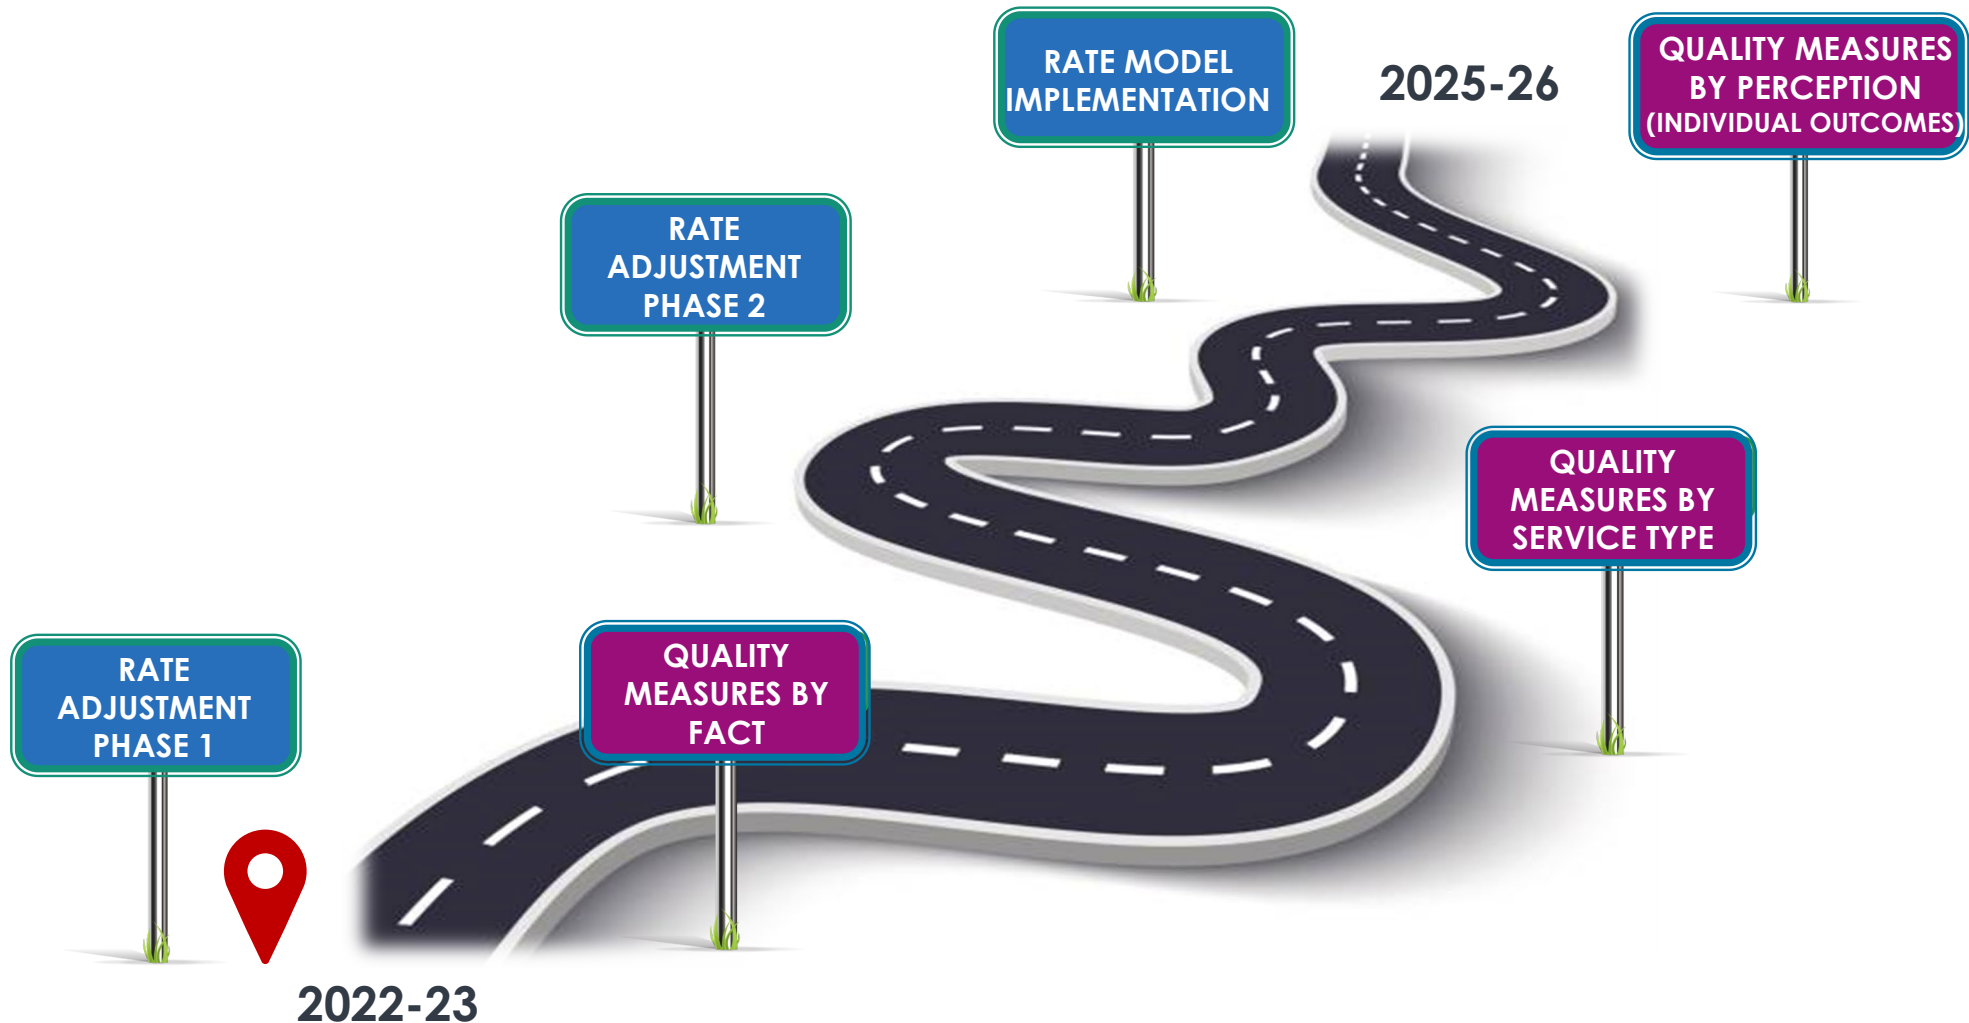 RATE MODEL
IMPLEMENTATION
2025-26
QUALITY MEASURES
BY PERCEPTION
(INDIVIDUAL OUTCOMES)
RATE
ADJUSTMENT
PHASE 2
QUALITY
MEASURES BY
SERVICE TYPE
RATE
ADJUSTMENT
PHASE 1
QUALITY
MEASURES BY
FACT
2022-23